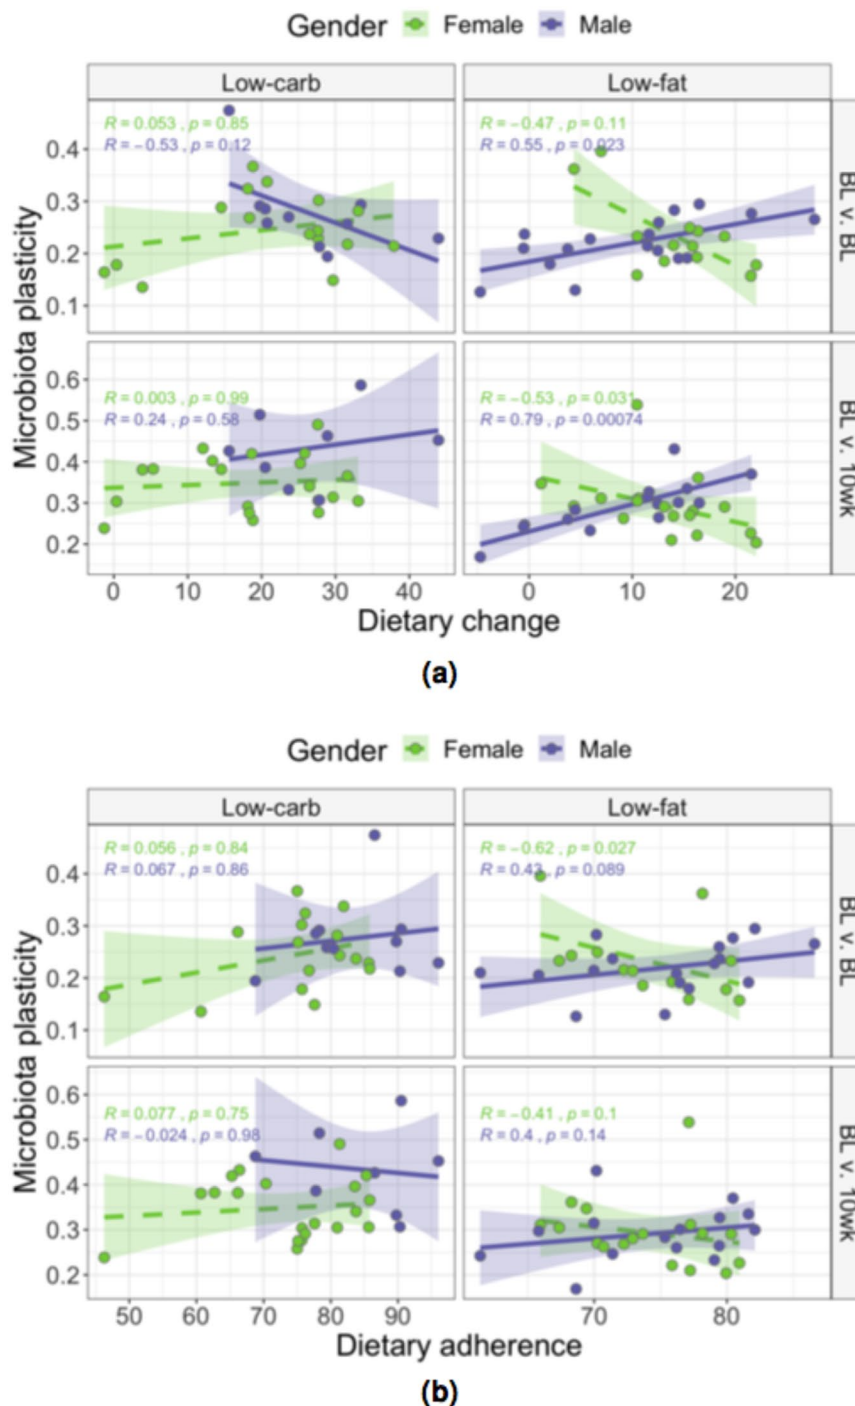 Gender Female Male
Low-carb Low-fat
R = 0.053 , p = 0.85
R = −0.53 , p = 0.12
R = −0.47 , p = 0.11
R = 0.55 , p = 0.023
0.4
0.3
0.2
0.1
BL v. BL
R = 0.003 , p = 0.99
R = 0.24 , p = 0.58
R = −0.53 , p = 0.031
R = 0.79 , p = 0.00074
0.6
0.5
0.4
0.3
0.2
BL v. 10wk
Microbiota plasticity
0 10 20 30 40 0 10 20
Dietary change
(a)
Gender Female Male
Low-carb Low-fat
R = 0.056 , p = 0.84
R = 0.067 , p = 0.86
R = −0.62 , p = 0.027
R = 0.43 , p = 0.089
0.4
0.3
0.2
0.1
BL v. BL
R = 0.077 , p = 0.75
R = −0.024 , p = 0.98
R = −0.41 , p = 0.1
R = 0.4 , p = 0.14
0.6
0.5
0.4
0.3
0.2
BL v. 10wk
Microbiota plasticity
50 60 70 80 90 70 80
Dietary adherence
(b)